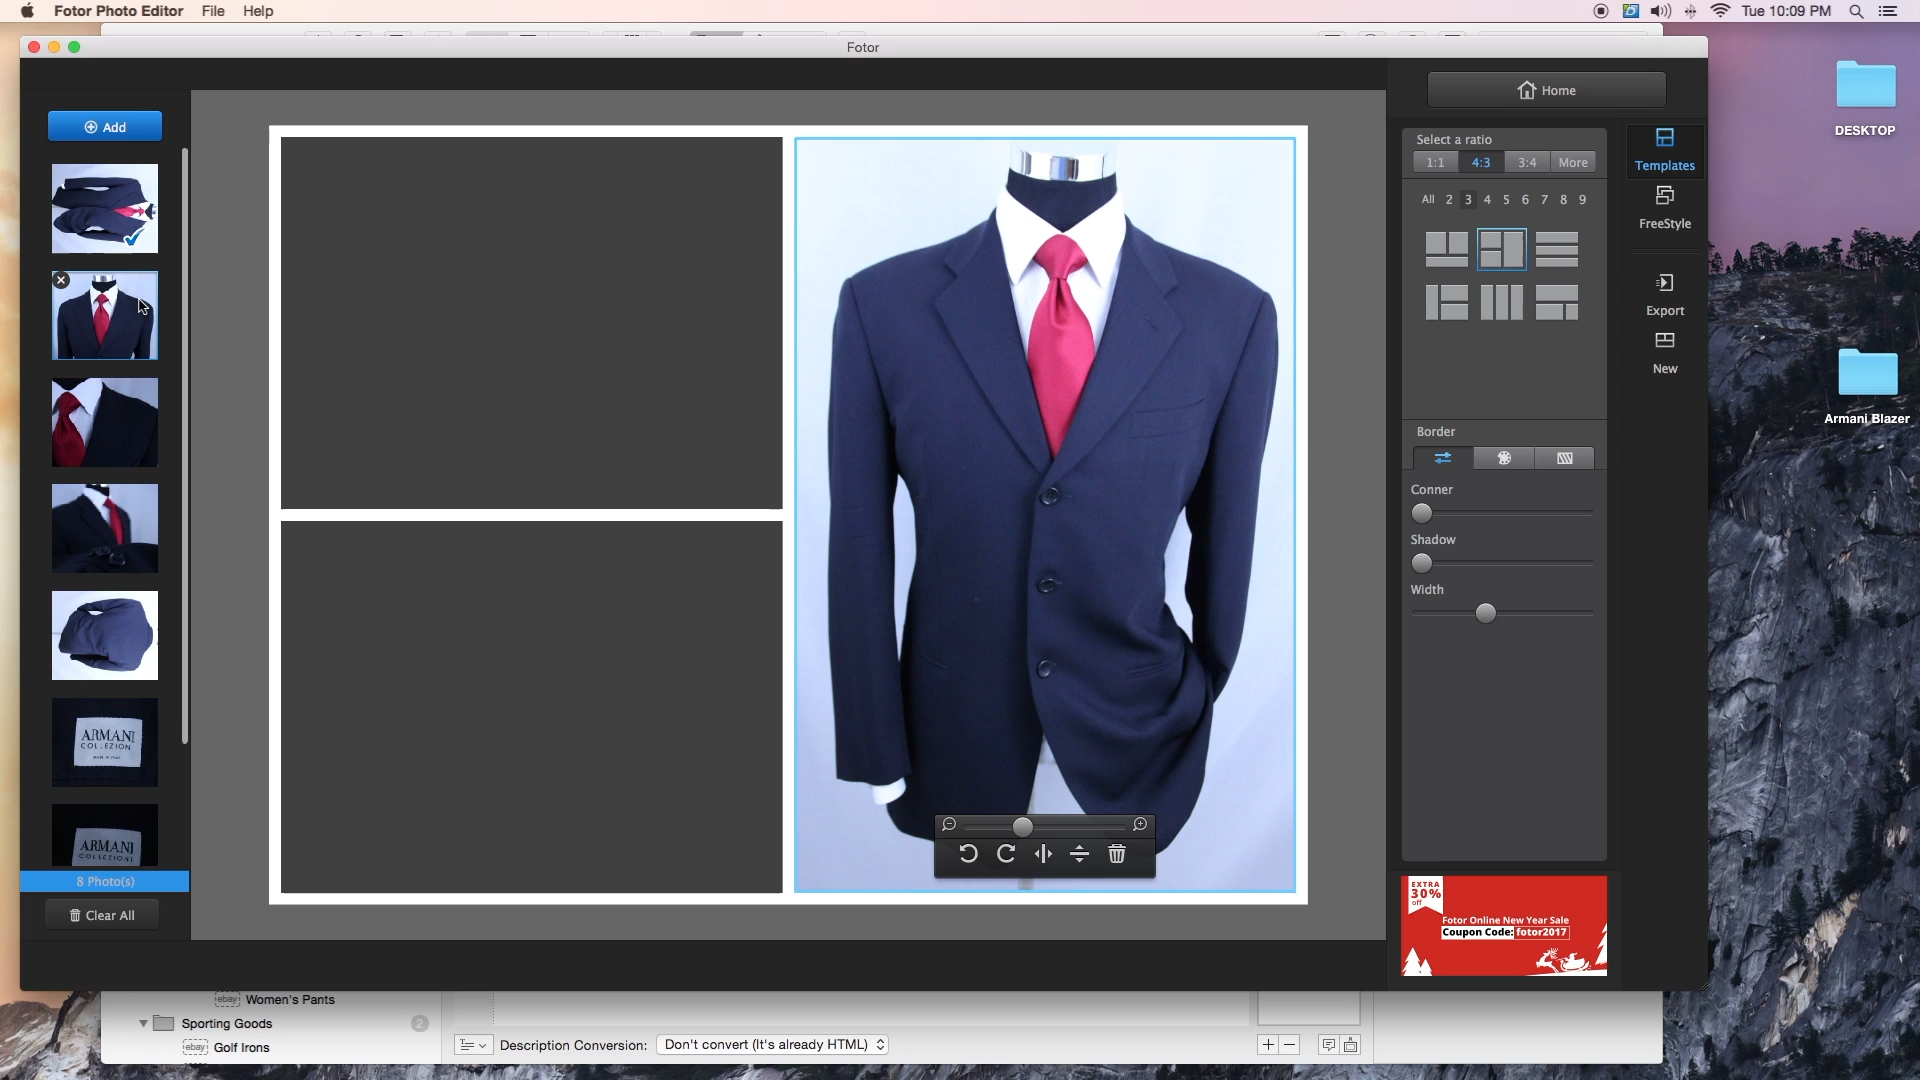 Fotor Photo Editor File Help
Tue 10:09 PM
Fotor
Add
Home
DESKTOP
Select a ratio
1:1 4:3 3:4 More
Templates
All 2 3 4 5 6 7 8 9
FreeStyle
Export
New
Armani Blazer
Border
Conner
Shadow
Width
ARMANI
COLLEZIONI
ARMANI
COLLEZIONI
8 Photo(s)
Clear All
EXTRA
30%
off
Fotor Online New Year Sale
Coupon Code: fotor2017
ebay Women's Pants
Sporting Goods 2
ebay Golf Irons
Description Conversion: Don't convert (It's already HTML)